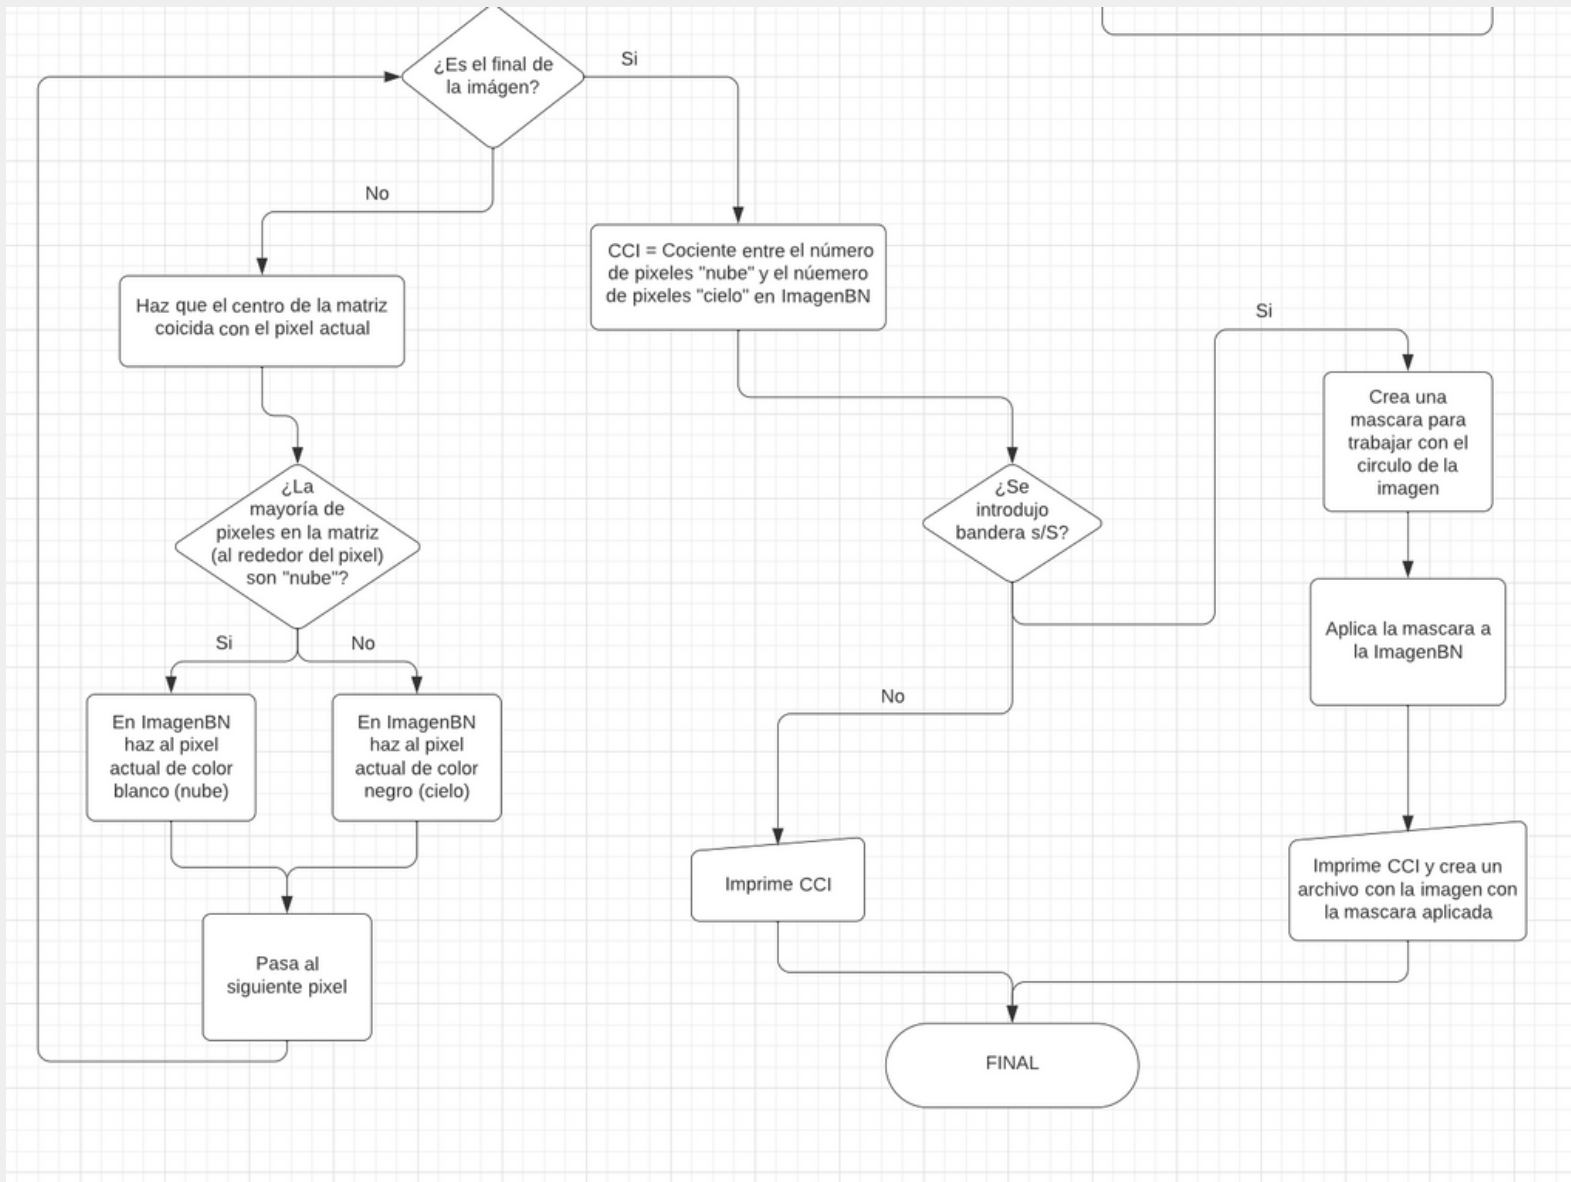 ¿Es el final de
la imágen?
Si
No
Haz que el centro de la matriz
coicida con el pixel actual
¿La
mayoría de
pixeles en la matriz
(al rededor del pixel)
son "nube"?
Si
No
En ImagenBN
haz al pixel
actual de color
blanco (nube)
En ImagenBN
haz al pixel
actual de color
negro (cielo)
Pasa al
siguiente pixel
CCI = Cociente entre el número
de pixeles "nube" y el núemero
de pixeles "cielo" en ImagenBN
¿Se
introdujo
bandera s/S?
No
Imprime CCI
Si
Crea una
mascara para
trabajar con el
circulo de la
imagen
Aplica la mascara a
la ImagenBN
Imprime CCI y crea un
archivo con la imagen con
la mascara aplicada
FINAL